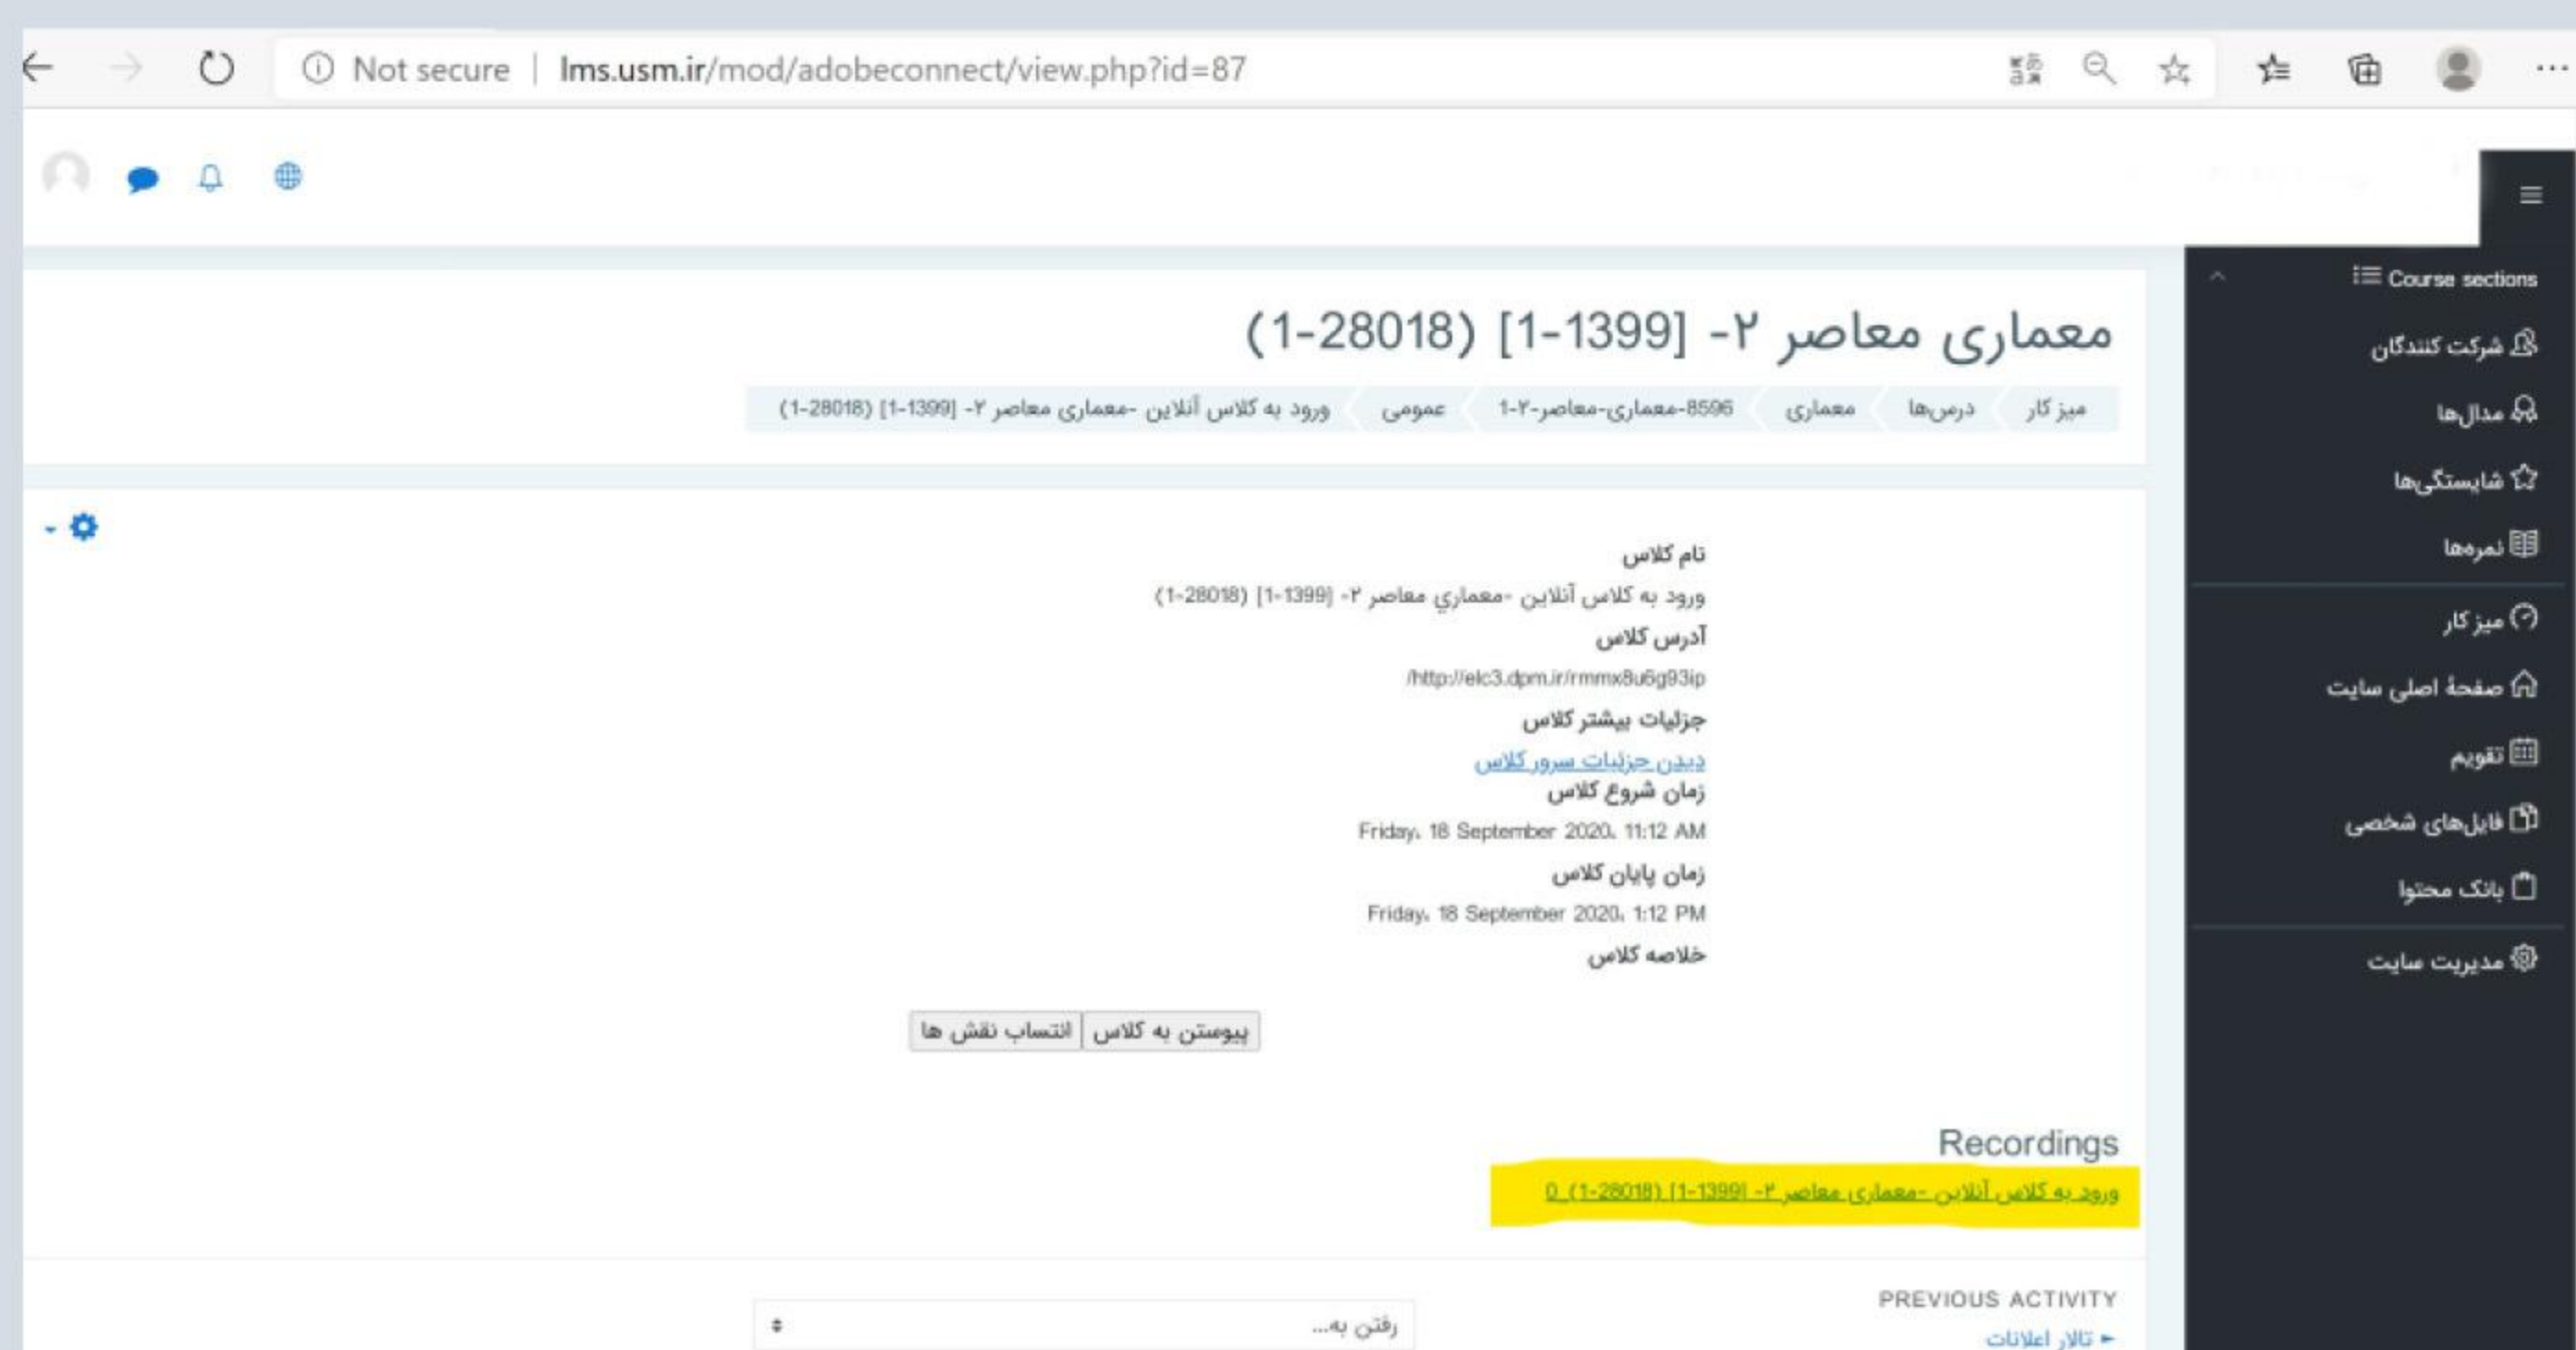 Not secure | lms.usm.ir/mod/adobeconnect/view.php?id=87
Course sections
شرکت کنندگان
مدال‌ها
شایستگی‌ها
نمره‌ها
میز کار
صفحهٔ اصلی سایت
تقویم
فایل‌های شخصی
بانک محتوا
مدیریت سایت
معماری معاصر ۲- [1399-1] (28018-1)
میز کار
درس‌ها
معماری
8596-معماری-معاصر-۲-1
عمومی
ورود به کلاس آنلاین -معماری معاصر ۲- [1399-1] (28018-1)
نام کلاس
ورود به کلاس آنلاین -معماري معاصر ۲- [1399-1] (28018-1)
آدرس کلاس
http://elc3.dpm.ir/rmmx8u6g93ip/
جزئیات بیشتر کلاس
دیدن جزئیات سرور کلاس
زمان شروع کلاس
Friday، 18 September 2020، 11:12 AM
زمان پایان کلاس
Friday، 18 September 2020، 1:12 PM
خلاصه کلاس
پیوستن به کلاس
انتساب نقش ها
Recordings
ورود به کلاس آنلاین -معماری معاصر ۲- [1399-1] (28018-1)_0
PREVIOUS ACTIVITY
◄ تالار اعلانات
رفتن به...